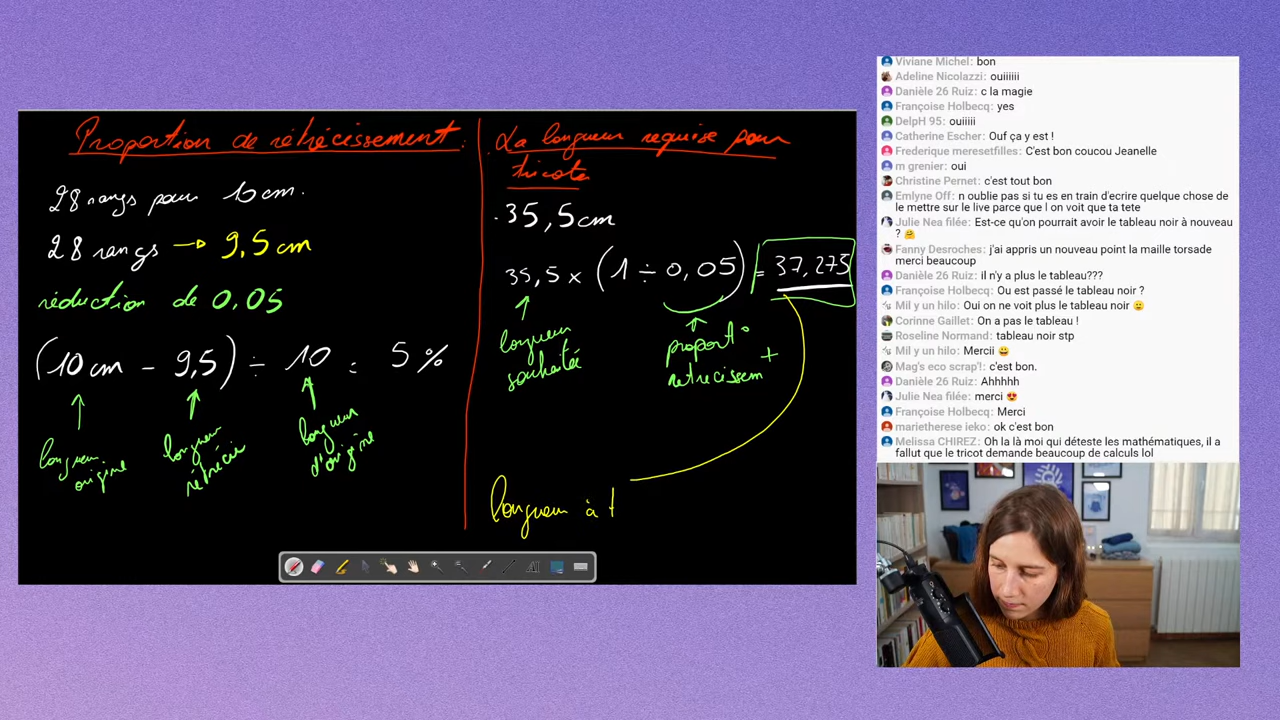 Proportion de rétrécissement.
28 rangs pour 10 cm.
28 rangs → 9,5 cm
réduction de 0,05
(10 cm - 9,5) ÷ 10 = 5 %
longueur origine
longueur rétrécie
longueur d'origine
La longueur requise pour
tricoter
.35,5 cm
35,5 x (1 ÷ 0,05) = 37,275
longueur
souhaitée
proport°
retrecissem+
longueur à t
Viviane Michel: bon
Adeline Nicolazzi: ouiiiiii
Danièle 26 Ruiz: c la magie
Françoise Holbecq: yes
DelpH 95: ouiiiii
Catherine Escher: Ouf ça y est !
Frederique meresetfilles: C'est bon coucou Jeanelle
m grenier: oui
Christine Pernet: c'est tout bon
Emlyne Off: n oublie pas si tu es en train d'ecrire quelque chose de
le mettre sur le live parce que l on voit que ta tete
Julie Nea filée: Est-ce qu'on pourrait avoir le tableau noir à nouveau
? 🤗
Fanny Desroches: j'ai appris un nouveau point la maille torsade
merci beaucoup
Danièle 26 Ruiz: il n'y a plus le tableau???
Françoise Holbecq: Ou est passé le tableau noir ?
Mil y un hilo: Oui on ne voit plus le tableau noir 🙁
Corinne Gaillet: On a pas le tableau !
Roseline Normand: tableau noir stp
Mil y un hilo: Mercii 😃
Mag's eco scrap'!: c'est bon.
Danièle 26 Ruiz: Ahhhhh
Julie Nea filée: merci 😍
Françoise Holbecq: Merci
marietherese ieko: ok c'est bon
Melissa CHIREZ: Oh la là moi qui déteste les mathématiques, il a
fallut que le tricot demande beaucoup de calculs lol